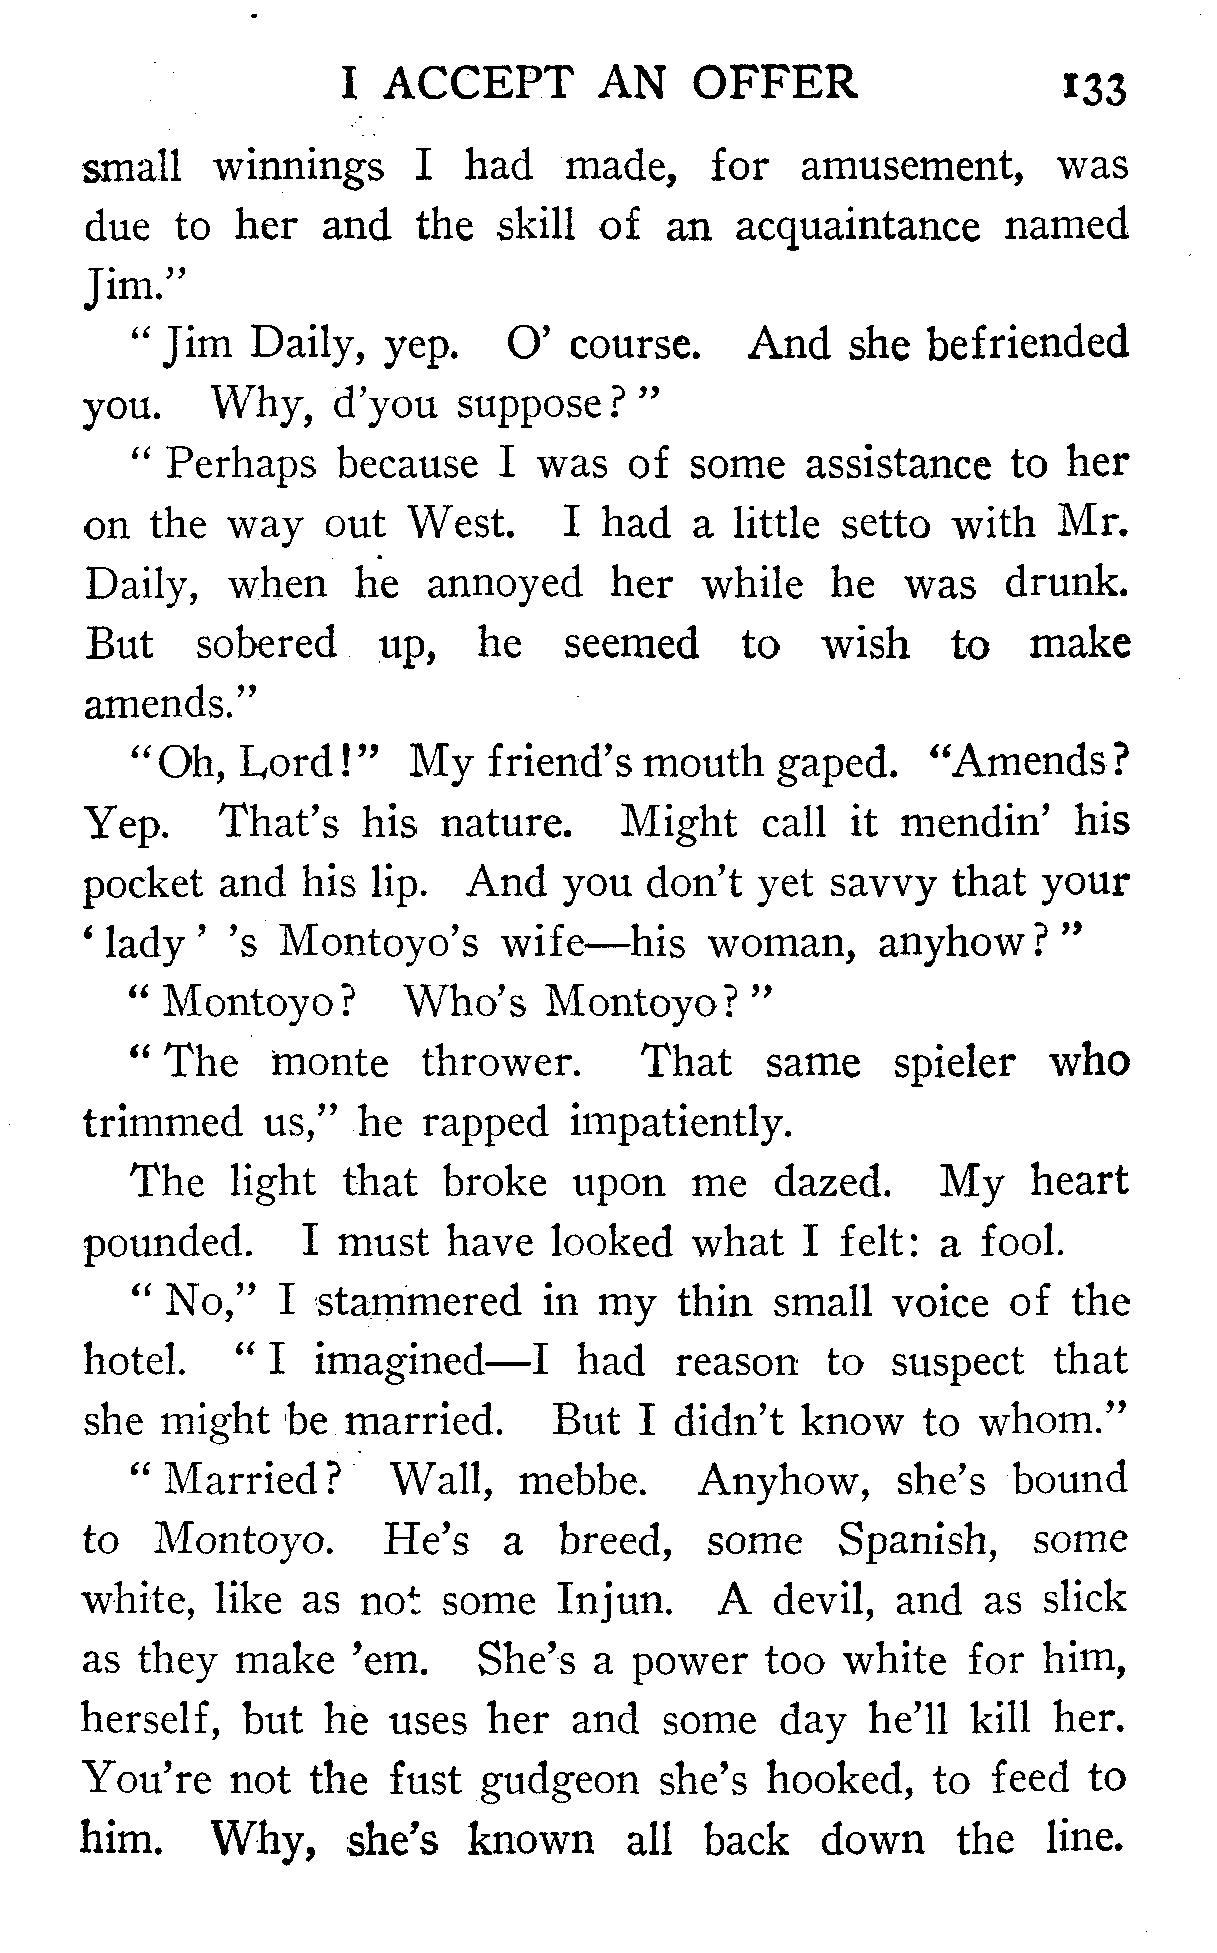 I ACCEPT AN OFFER 133
small winnings I had made, for amusement, was
due to her and the skill of an acquaintance named
Jim."
" Jim Daily, yep. O' course. And she befriended
you. Why, d'you suppose? "
" Perhaps because I was of some assistance to her
on the way out West. I had a little setto with Mr.
Daily, when he annoyed her while he was drunk.
But sobered up, he seemed to wish to make
amends."
"Oh, Lord!" My friend's mouth gaped. "Amends?
Yep. That's his nature. Might call it mendin' his
pocket and his lip. And you don't yet savvy that your
' lady ' 's Montoyo's wife—his woman, anyhow? "
" Montoyo? Who's Montoyo? "
" The monte thrower. That same spieler who
trimmed us," he rapped impatiently.
The light that broke upon me dazed. My heart
pounded. I must have looked what I felt: a fool.
" No," I stammered in my thin small voice of the
hotel. " I imagined—I had reason to suspect that
she might be married. But I didn't know to whom."
" Married? Wall, mebbe. Anyhow, she's bound
to Montoyo. He's a breed, some Spanish, some
white, like as not some Injun. A devil, and as slick
as they make 'em. She's a power too white for him,
herself, but he uses her and some day he'll kill her.
You're not the fust gudgeon she's hooked, to feed to
him. Why, she's known all back down the line.